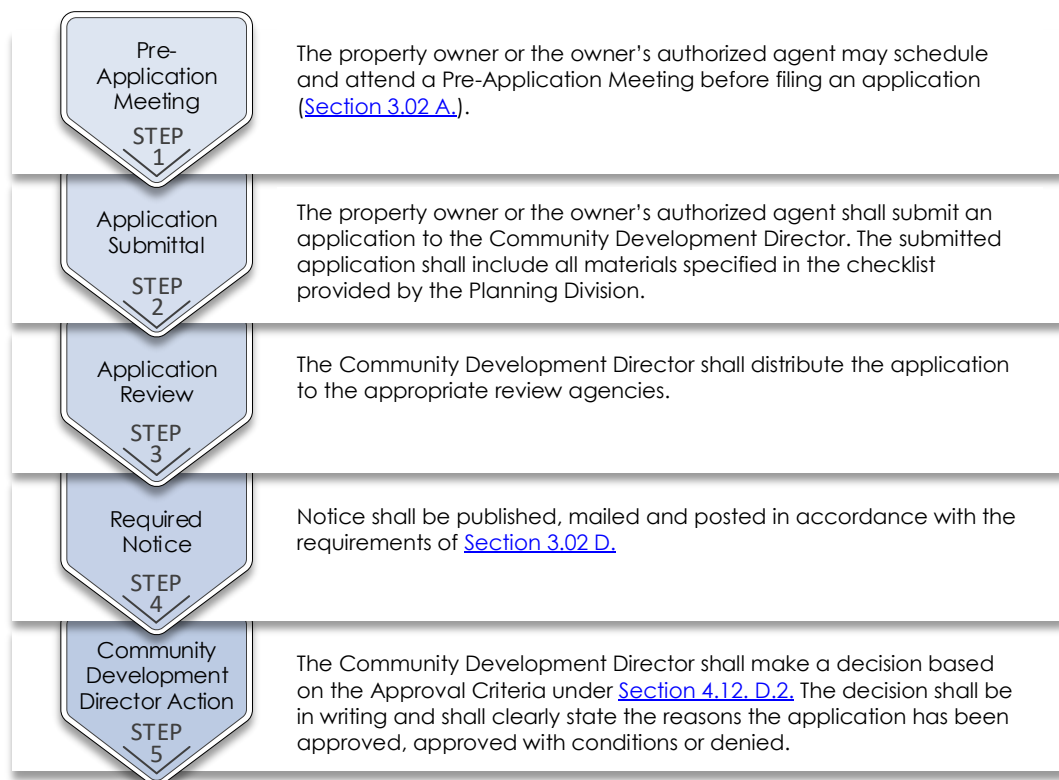 Pre-
Application
Meeting
STEP
1
The property owner or the owner’s authorized agent may schedule
and attend a Pre-Application Meeting before filing an application
(Section 3.02 A.).
Application
Submittal
STEP
2
The property owner or the owner’s authorized agent shall submit an
application to the Community Development Director. The submitted
application shall include all materials specified in the checklist
provided by the Planning Division.
Application
Review
STEP
3
The Community Development Director shall distribute the application
to the appropriate review agencies.
Required
Notice
STEP
4
Notice shall be published, mailed and posted in accordance with the
requirements of Section 3.02 D.
Community
Development
Director Action
STEP
5
The Community Development Director shall make a decision based
on the Approval Criteria under Section 4.12. D.2. The decision shall be
in writing and shall clearly state the reasons the application has been
approved, approved with conditions or denied.